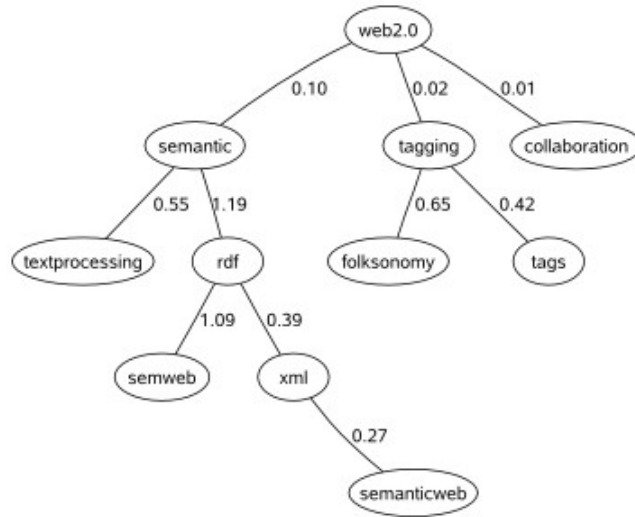 web2.0
0.10 0.02 0.01
semantic tagging collaboration
0.55 1.19 0.65 0.42
textprocessing rdf folksonomy tags
1.09 0.39
semweb xml
0.27
semanticweb